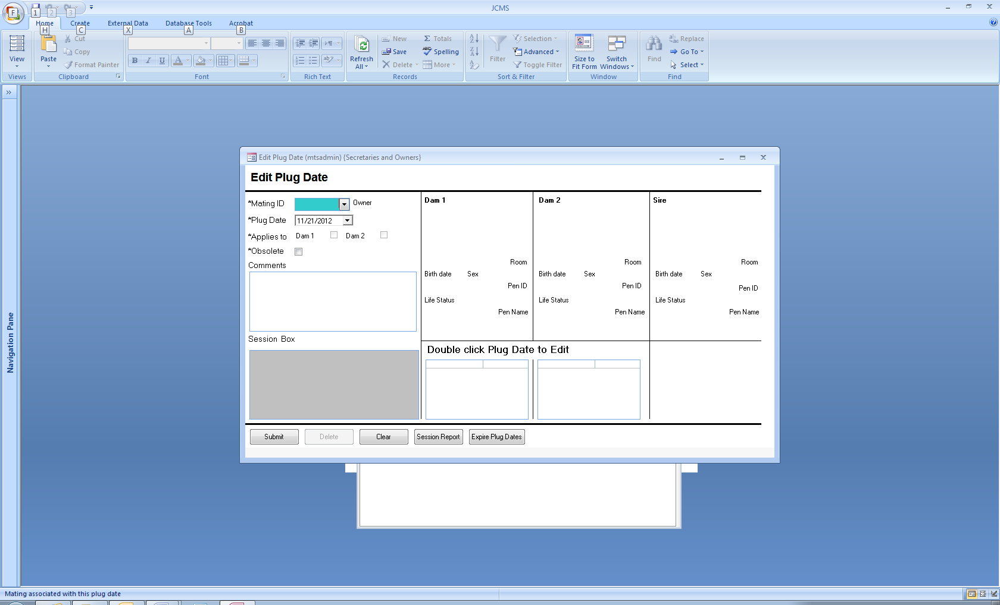 JCMS
F 1 2 3
Home Create External Data Database Tools Acrobat
H C X A B
View
Paste
Cut
Copy
Format Painter
B I U A
Refresh All
New
Save
Delete
Totals
Spelling
More
Filter
Selection
Advanced
Toggle Filter
Size to Fit Form
Switch Windows
Find
Replace
Go To
Select
Views Clipboard Font Rich Text Records Sort & Filter Window Find
Navigation Pane
Edit Plug Date (mtsadmin) {Secretaries and Owners}
Edit Plug Date
*Mating ID Owner
*Plug Date 11/21/2012
*Applies to Dam 1 Dam 2
*Obsolete
Comments
Session Box
Dam 1 Dam 2 Sire
Room Room Room
Birth date Sex Birth date Sex Birth date Sex
Pen ID Pen ID Pen ID
Life Status Life Status Life Status
Pen Name Pen Name Pen Name
Double click Plug Date to Edit
Submit Delete Clear Session Report Expire Plug Dates
Mating associated with this plug date